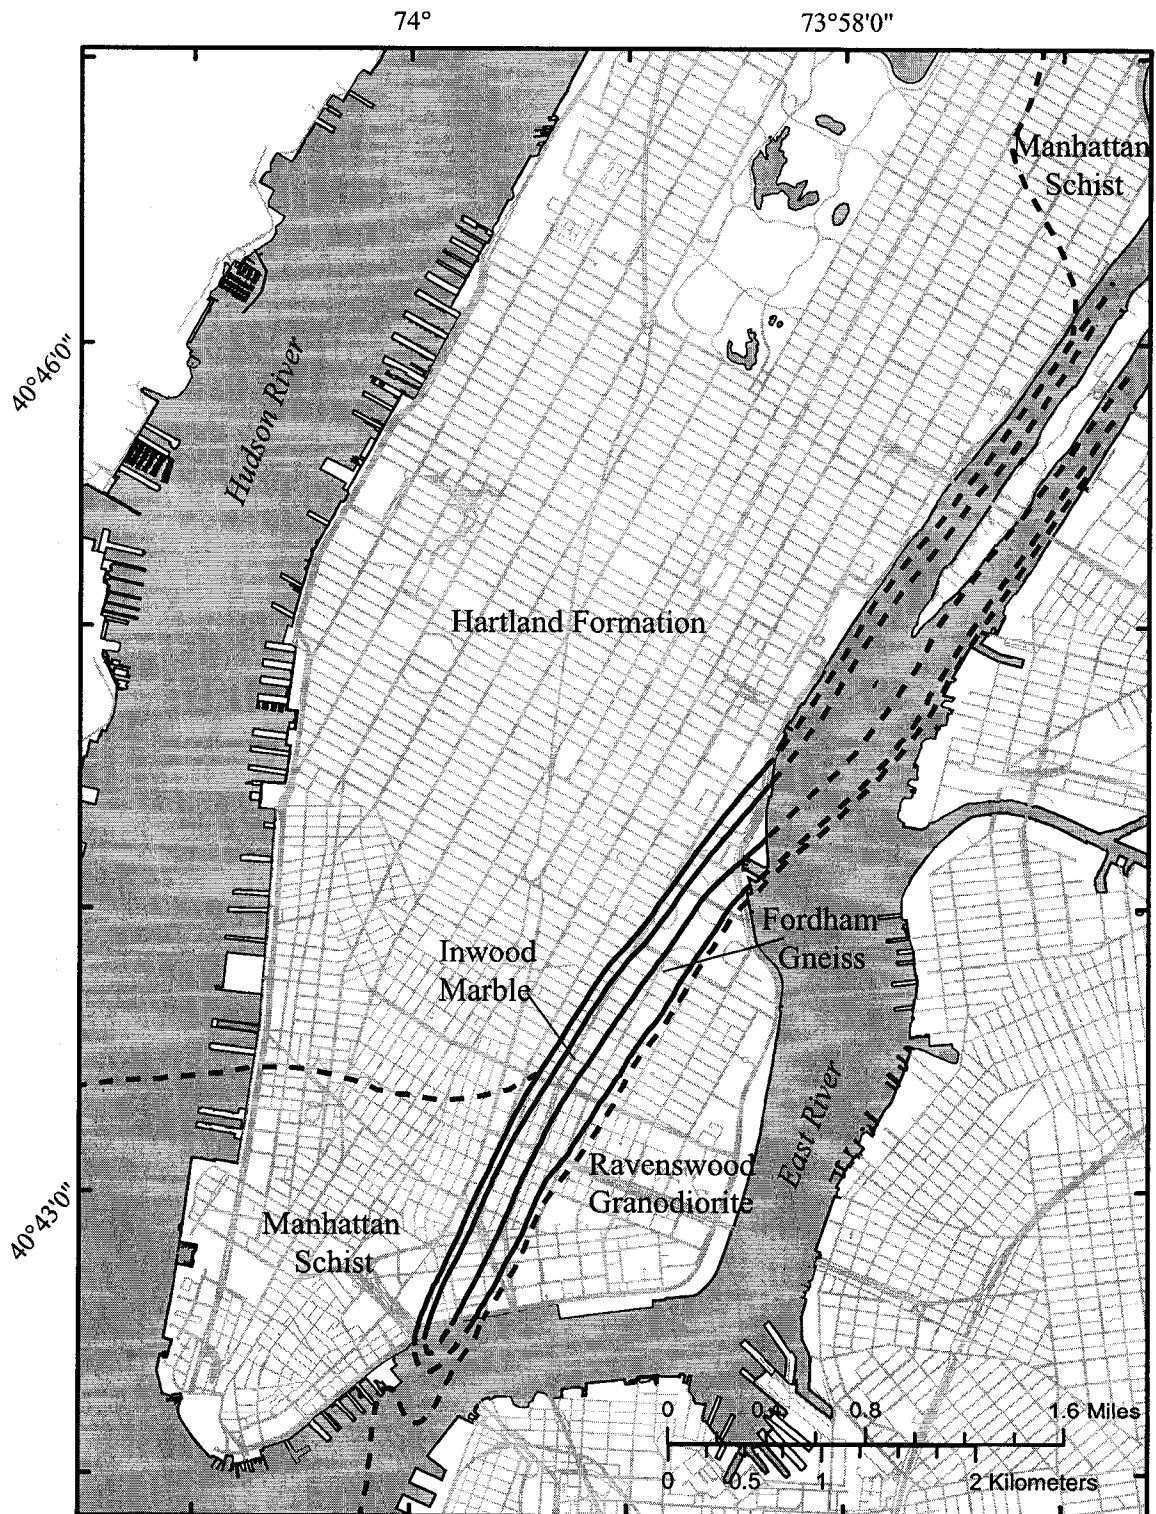 74°
73°58'0"
Manhattan
Schist
40°46'0"
Hudson River
Hartland Formation
Fordham
Gneiss
Inwood
Marble
East River
Ravenswood
Granodiorite
40°43'0"
Manhattan
Schist
0 0.4 0.8 1.6 Miles
0 0.5 1 2 Kilometers